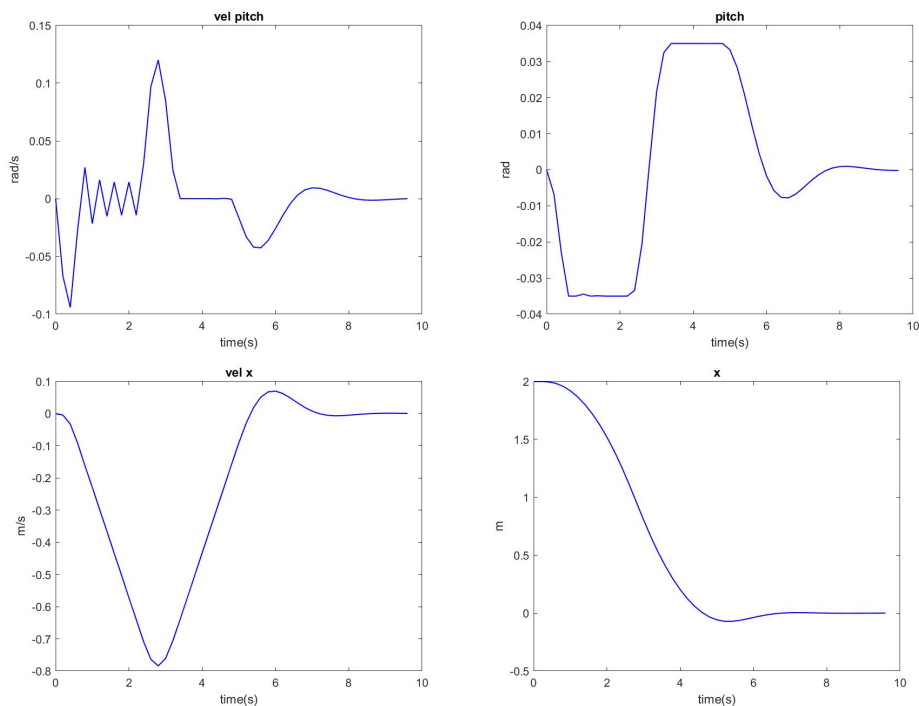 vel pitch
rad/s
0.15
0.1
0.05
0
-0.05
-0.1
0 2 4 6 8 10
time(s)
pitch
rad
0.04
0.03
0.02
0.01
0
-0.01
-0.02
-0.03
-0.04
0 2 4 6 8 10
time(s)
vel x
m/s
0.1
0
-0.1
-0.2
-0.3
-0.4
-0.5
-0.6
-0.7
-0.8
0 2 4 6 8 10
time(s)
x
m
2
1.5
1
0.5
0
-0.5
0 2 4 6 8 10
time(s)